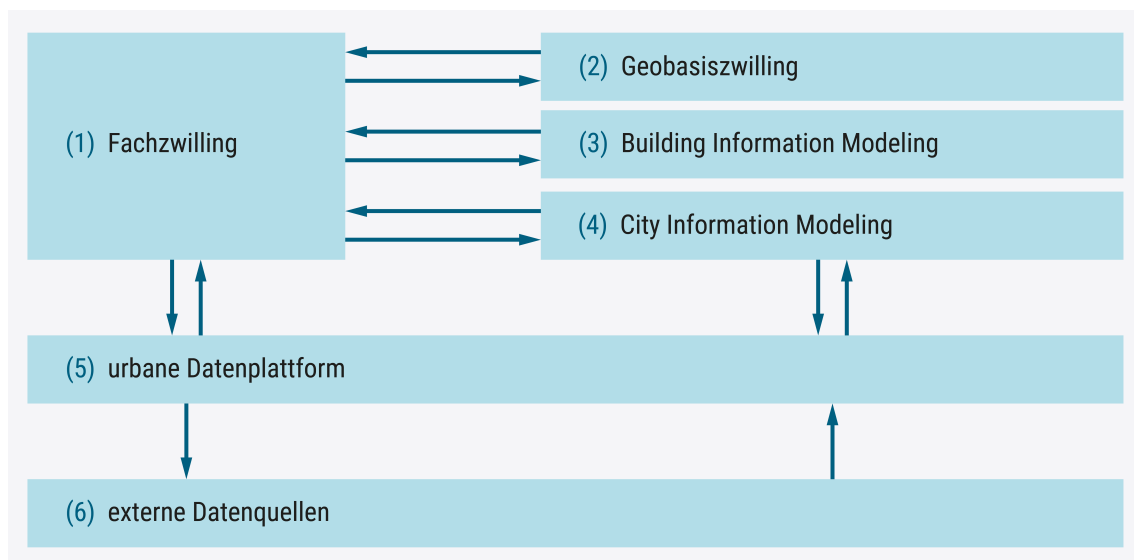 (1) Fachzwilling
(2) Geobasiszwilling
(3) Building Information Modeling
(4) City Information Modeling
(5) urbane Datenplattform
(6) externe Datenquellen